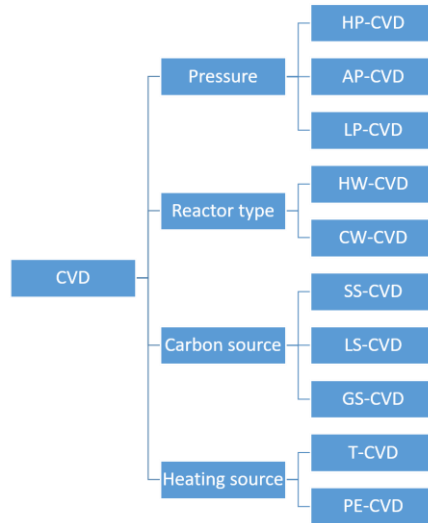 CVD
Pressure
HP-CVD
AP-CVD
LP-CVD
Reactor type
HW-CVD
CW-CVD
Carbon source
SS-CVD
LS-CVD
GS-CVD
Heating source
T-CVD
PE-CVD